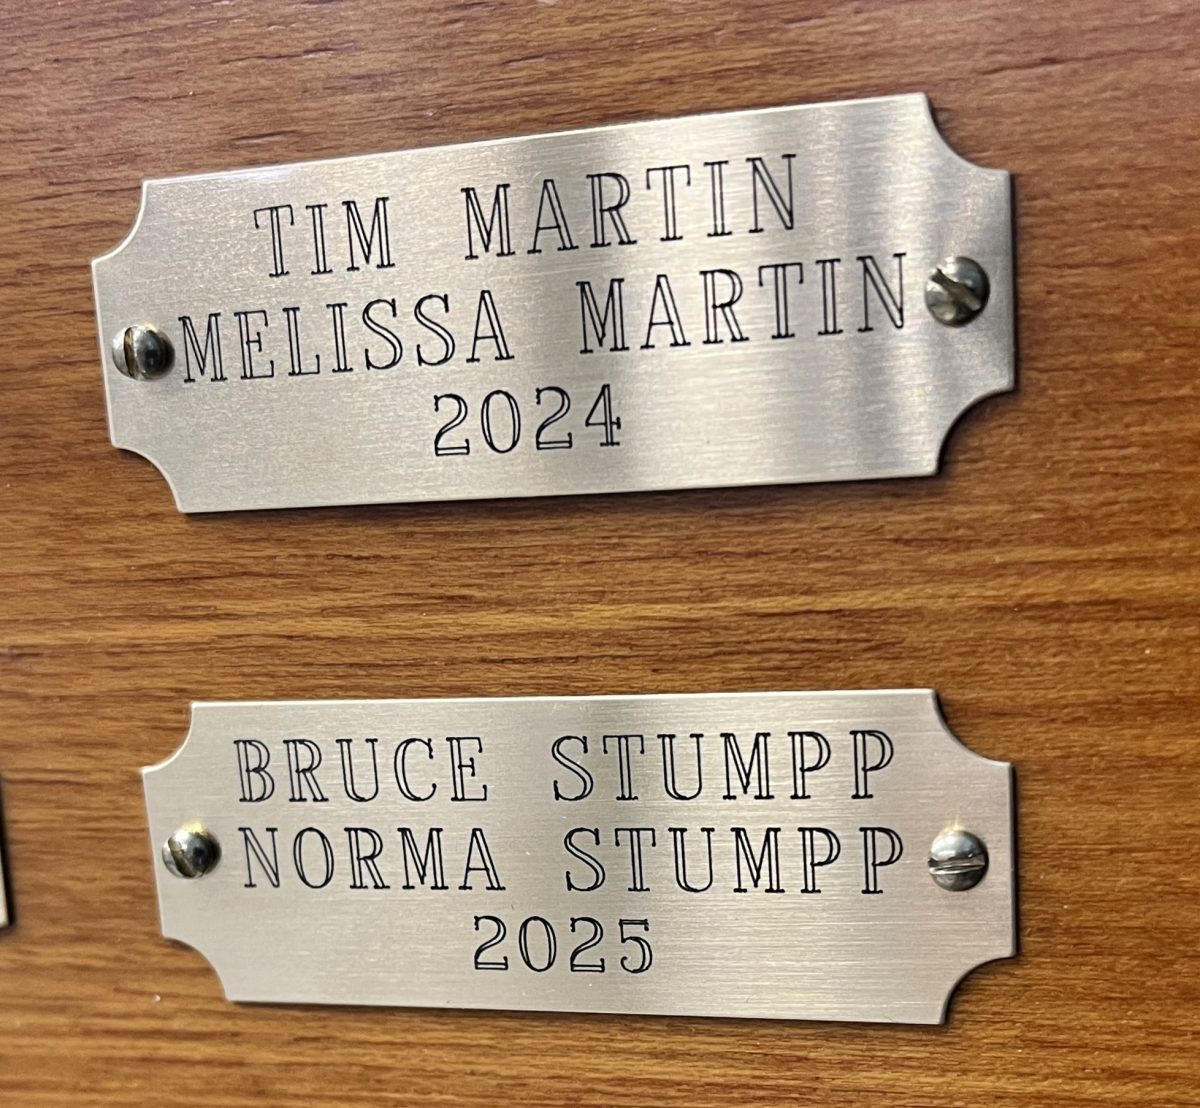 TIM MARTIN
MELISSA MARTIN
2024
BRUCE STUMPP
NORMA STUMPP
2025